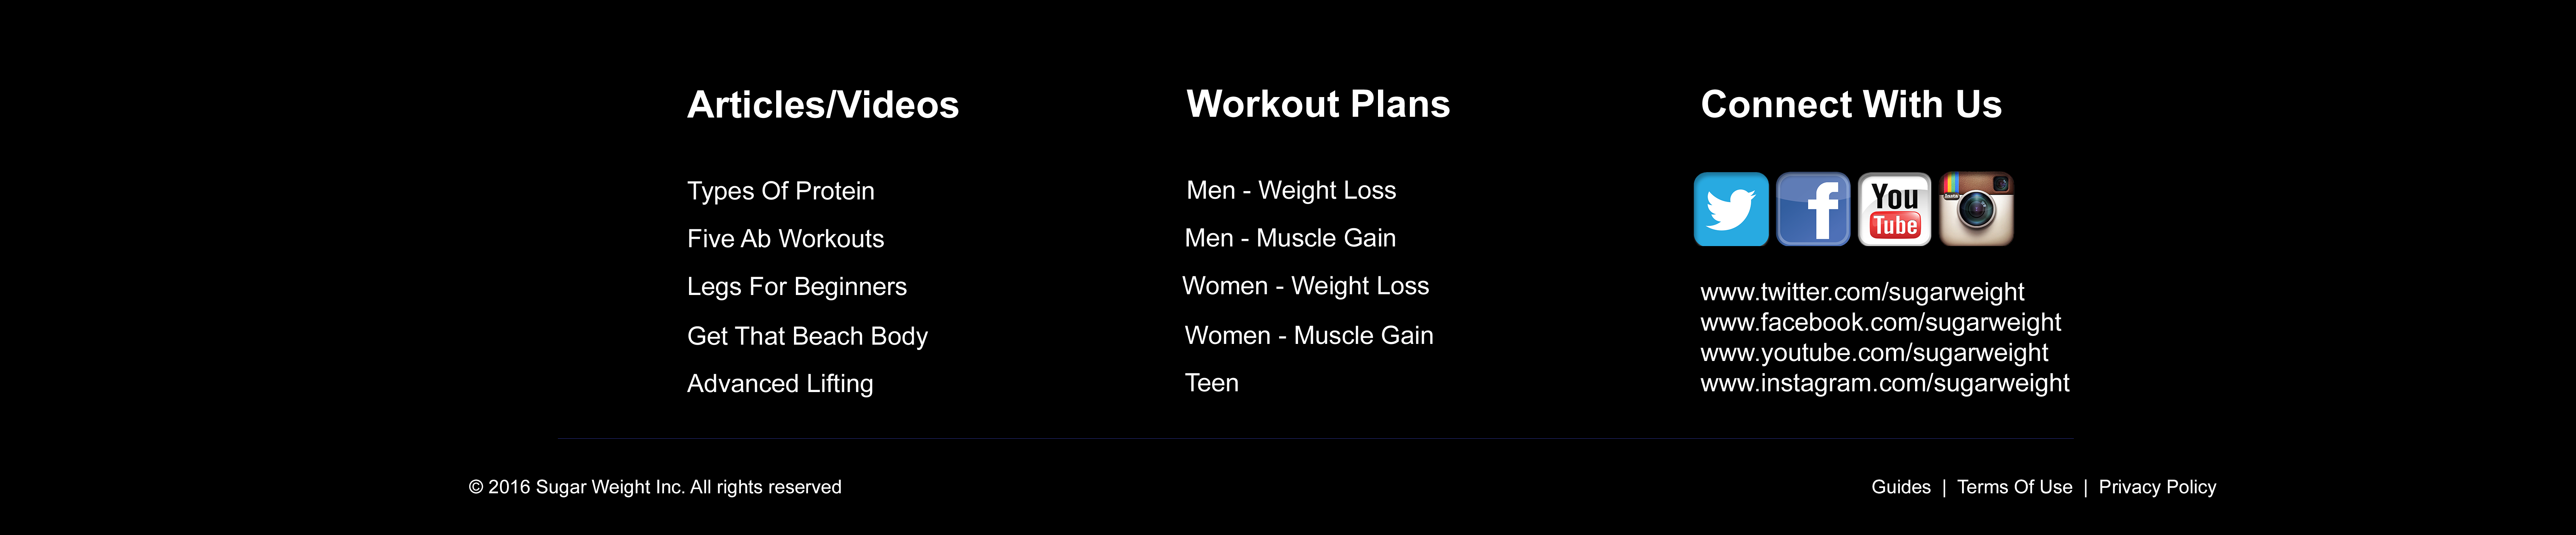 Articles/Videos
Types Of Protein
Five Ab Workouts
Legs For Beginners
Get That Beach Body
Advanced Lifting
Workout Plans
Men - Weight Loss
Men - Muscle Gain
Women - Weight Loss
Women - Muscle Gain
Teen
Connect With Us
You
Tube
www.twitter.com/sugarweight
www.facebook.com/sugarweight
www.youtube.com/sugarweight
www.instagram.com/sugarweight
© 2016 Sugar Weight Inc. All rights reserved
Guides | Terms Of Use | Privacy Policy